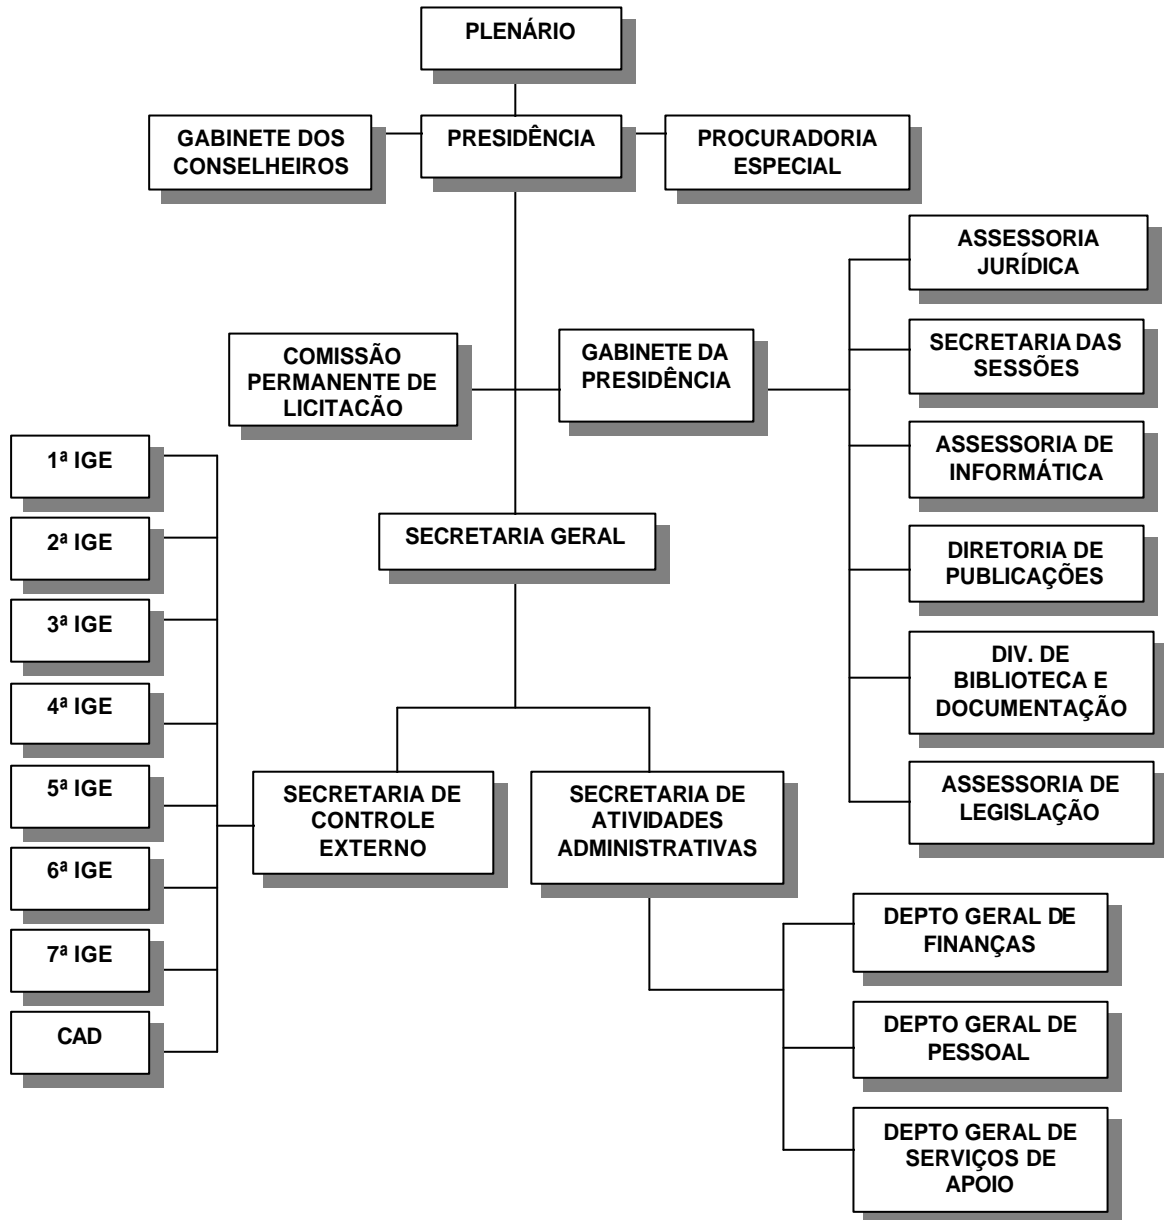 PLENÁRIO
GABINETE DOS
CONSELHEIROS
PRESIDÊNCIA
PROCURADORIA
ESPECIAL
ASSESSORIA
JURÍDICA
SECRETARIA DAS
SESSÕES
COMISSÃO
PERMANENTE DE
LICITACÃO
GABINETE DA
PRESIDÊNCIA
ASSESSORIA DE
INFORMÁTICA
1ª IGE
2ª IGE
3ª IGE
4ª IGE
5ª IGE
6ª IGE
7ª IGE
CAD
SECRETARIA GERAL
DIRETORIA DE
PUBLICAÇÕES
DIV. DE
BIBLIOTECA E
DOCUMENTAÇÃO
ASSESSORIA DE
LEGISLAÇÃO
SECRETARIA DE
CONTROLE
EXTERNO
SECRETARIA DE
ATIVIDADES
ADMINISTRATIVAS
DEPTO GERAL DE
FINANÇAS
DEPTO GERAL DE
PESSOAL
DEPTO GERAL DE
SERVIÇOS DE
APOIO